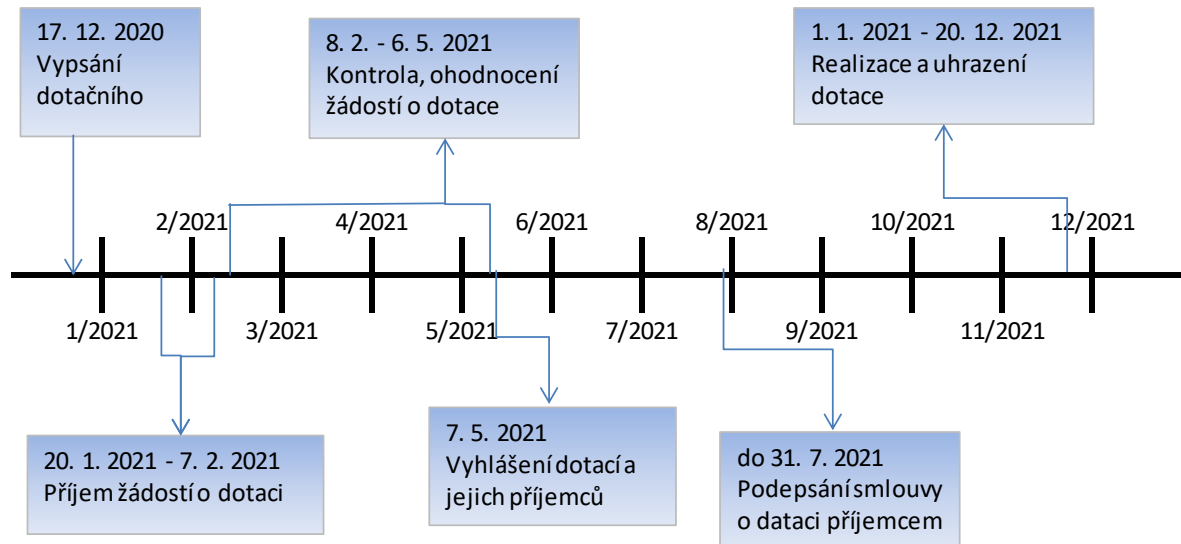 17. 12. 2020
Vypsání
dotačního
8. 2. - 6. 5. 2021
Kontrola, ohodnocení
žádostí o dotace
1. 1. 2021 - 20. 12. 2021
Realizace a uhrazení
dotace
2/2021
4/2021
6/2021
8/2021
10/2021
12/2021
1/2021
3/2021
5/2021
7/2021
9/2021
11/2021
20. 1. 2021 - 7. 2. 2021
Příjem žádostí o dotaci
7. 5. 2021
Vyhlášení dotací a
jejich příjemců
do 31. 7. 2021
Podepsání smlouvy
o dataci příjemcem